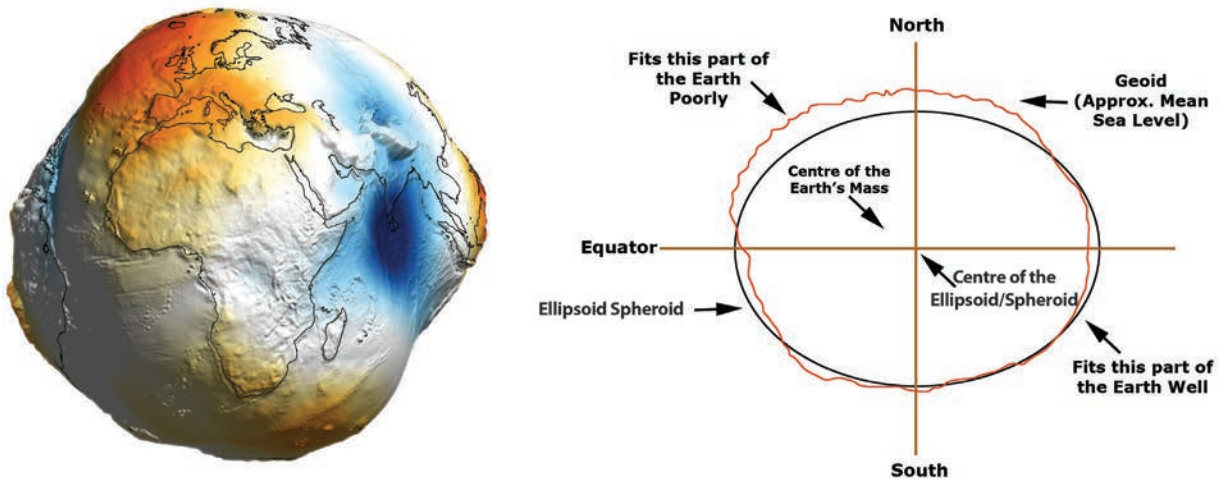 North
Fits this part of
the Earth
Poorly
Geoid
(Approx. Mean
Sea Level)
Centre of the
Earth's Mass
Equator
Centre of the
Ellipsoid/Spheroid
Ellipsoid Spheroid
Fits this part of
the Earth Well
South